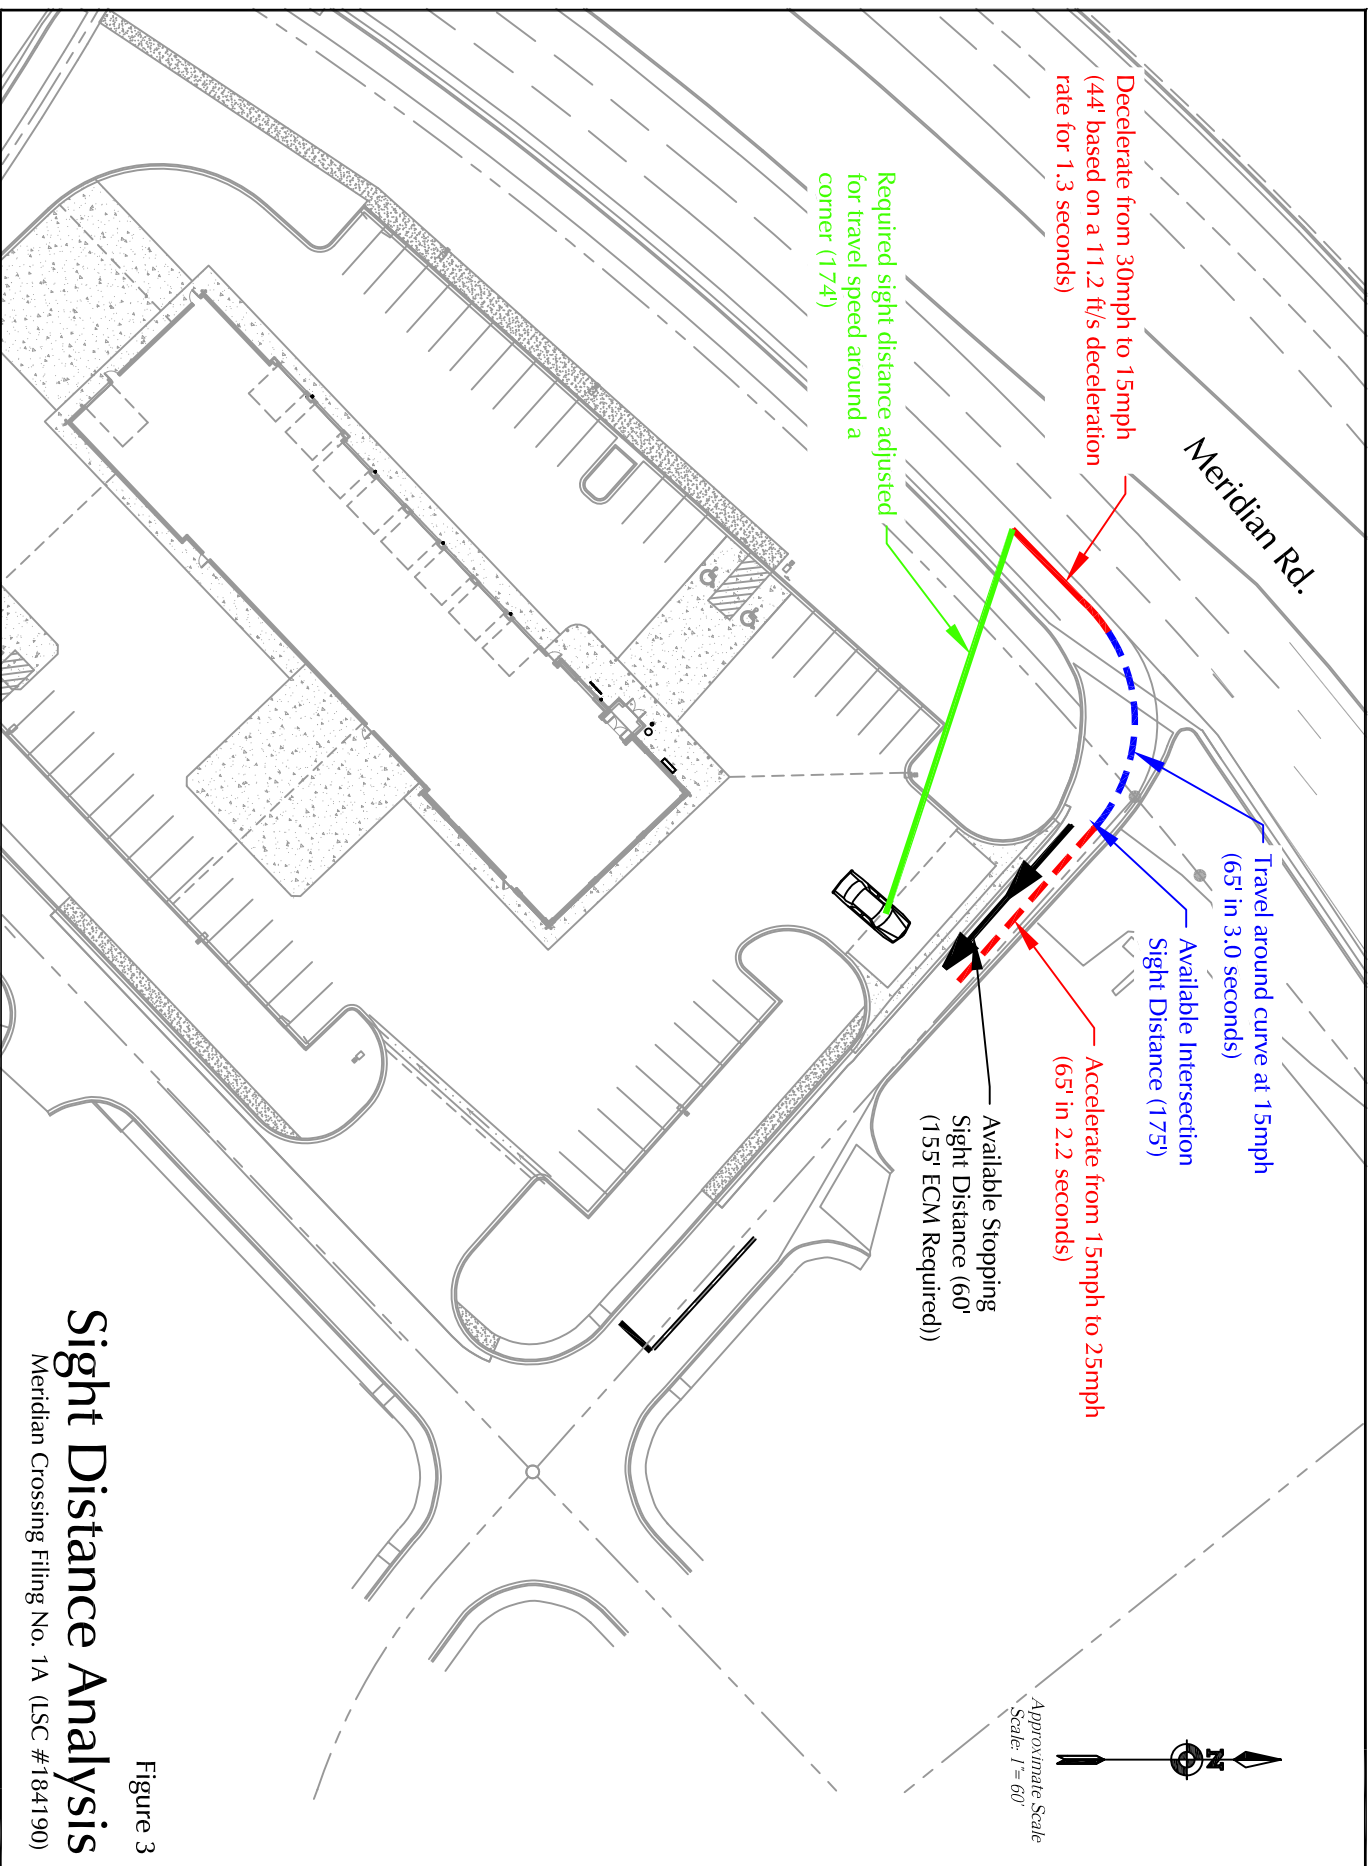 Meridian Rd.
Decelerate from 30mph to 15mph
(44' based on a 11.2 ft/s deceleration
rate for 1.3 seconds)
Required sight distance adjusted
for travel speed around a
corner (174')
Travel around curve at 15mph
(65' in 3.0 seconds)
Available Intersection
Sight Distance (175')
Accelerate from 15mph to 25mph
(65' in 2.2 seconds)
Available Stopping
Sight Distance (60'
(155' ECM Required))
N
Approximate Scale
Scale: 1"= 60'
Figure 3
Sight Distance Analysis
Meridian Crossing Filing No. 1A (LSC #184190)